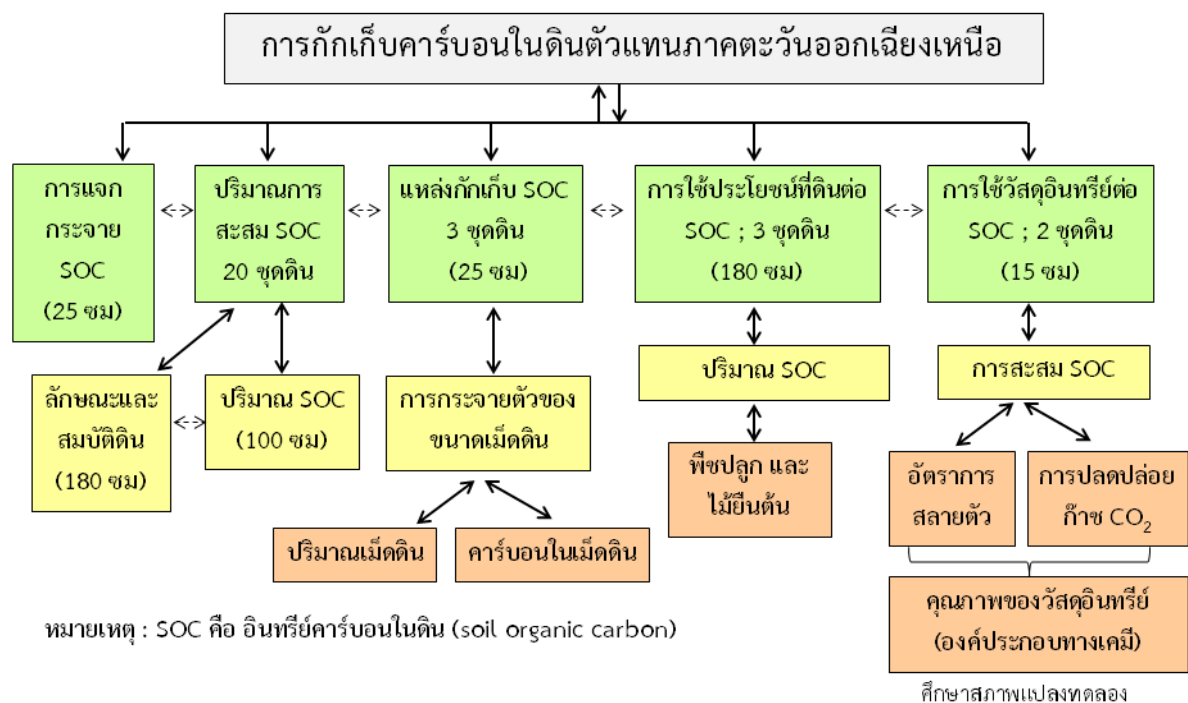 การกักเก็บคาร์บอนในดินตัวแทนภาคตะวันออกเฉียงเหนือ
การแจก
กระจาย
SOC
(25 ซม)
ปริมาณการ
สะสม SOC
20 ชุดดิน
แหล่งกักเก็บ SOC
3 ชุดดิน
(25 ซม)
การใช้ประโยชน์ที่ดินต่อ
SOC ; 3 ชุดดิน
(180 ซม)
การใช้วัสดุอินทรีย์ต่อ
SOC ; 2 ชุดดิน
(15 ซม)
ลักษณะและ
สมบัติดิน
(180 ซม)
ปริมาณ SOC
(100 ซม)
การกระจายตัวของ
ขนาดเม็ดดิน
ปริมาณ SOC
การสะสม SOC
ปริมาณเม็ดดิน
คาร์บอนในเม็ดดิน
พืชปลูก และ
ไม้ยืนต้น
อัตราการ
สลายตัว
การปลดปล่อย
ก๊าซ CO₂
คุณภาพของวัสดุอินทรีย์
(องค์ประกอบทางเคมี)
ศึกษาสภาพแปลงทดลอง
หมายเหตุ : SOC คือ อินทรีย์คาร์บอนในดิน (soil organic carbon)